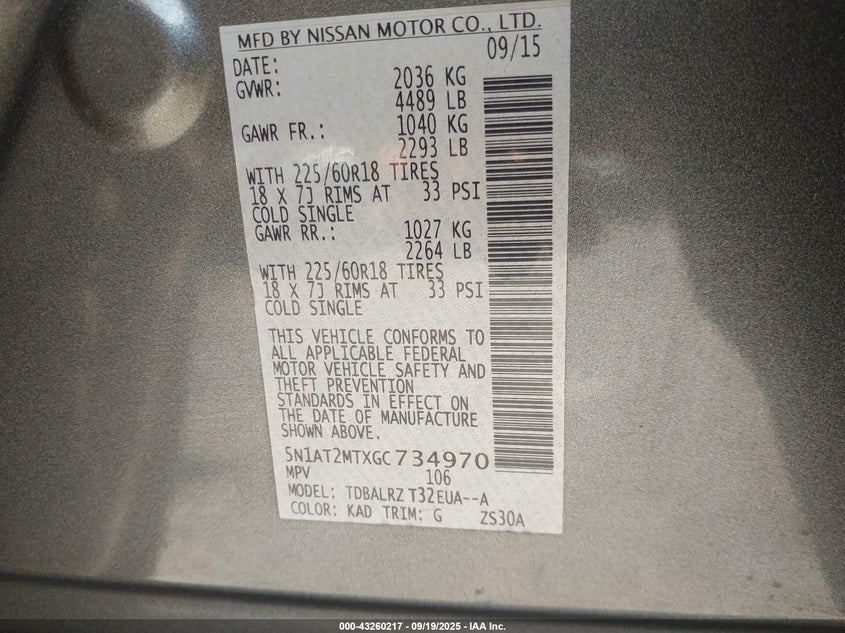 MFD BY NISSAN MOTOR CO., LTD.
DATE: 09/15
GVWR: 2036 KG
4489 LB
GAWR FR.: 1040 KG
2293 LB
WITH 225/60R18 TIRES
18 X 7J RIMS AT 33 PSI
COLD SINGLE
GAWR RR.: 1027 KG
2264 LB
WITH 225/60R18 TIRES
18 X 7J RIMS AT 33 PSI
COLD SINGLE
THIS VEHICLE CONFORMS TO
ALL APPLICABLE FEDERAL
MOTOR VEHICLE SAFETY AND
THEFT PREVENTION
STANDARDS IN EFFECT ON
THE DATE OF MANUFACTURE
SHOWN ABOVE.
5N1AT2MTXGC734970
MPV 106
MODEL: TDBALRZ T32EUA--A
COLOR: KAD TRIM: G ZS30A
000-43260217 - 09/19/2025 - IAA Inc.